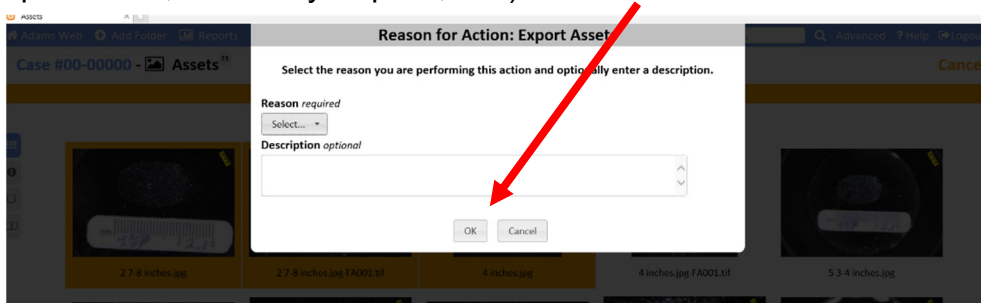 Assets
Adams Web Add Folder Reports
Advanced ? Help Logout
Case #00-00000 - Assets
Cance
Reason for Action: Export Asset
Select the reason you are performing this action and optionally enter a description.
Reason required
Select...
Description optional
OK Cancel
2 7-8 inches.jpg
2 7-8 inches.jpg-FA001.tif
4 inches.jpg
4 inches.jpg-FA001.tif
5 3-4 inches.jpg